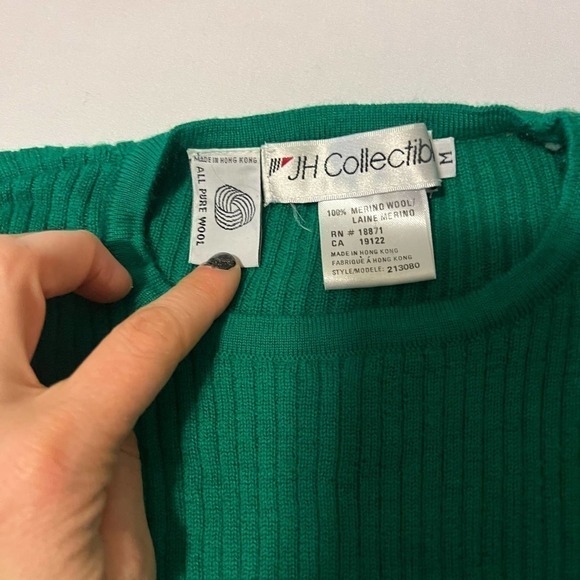 MADE IN HONG KONG
ALL PURE WOOL
JH Collectib
M
100% MERINO WOOL/
LAINE MERINO
RN # 18871
CA 19122
MADE IN HONG KONG
FABRIQUÉ À HONG KONG
STYLE/MODÈLE: 213080